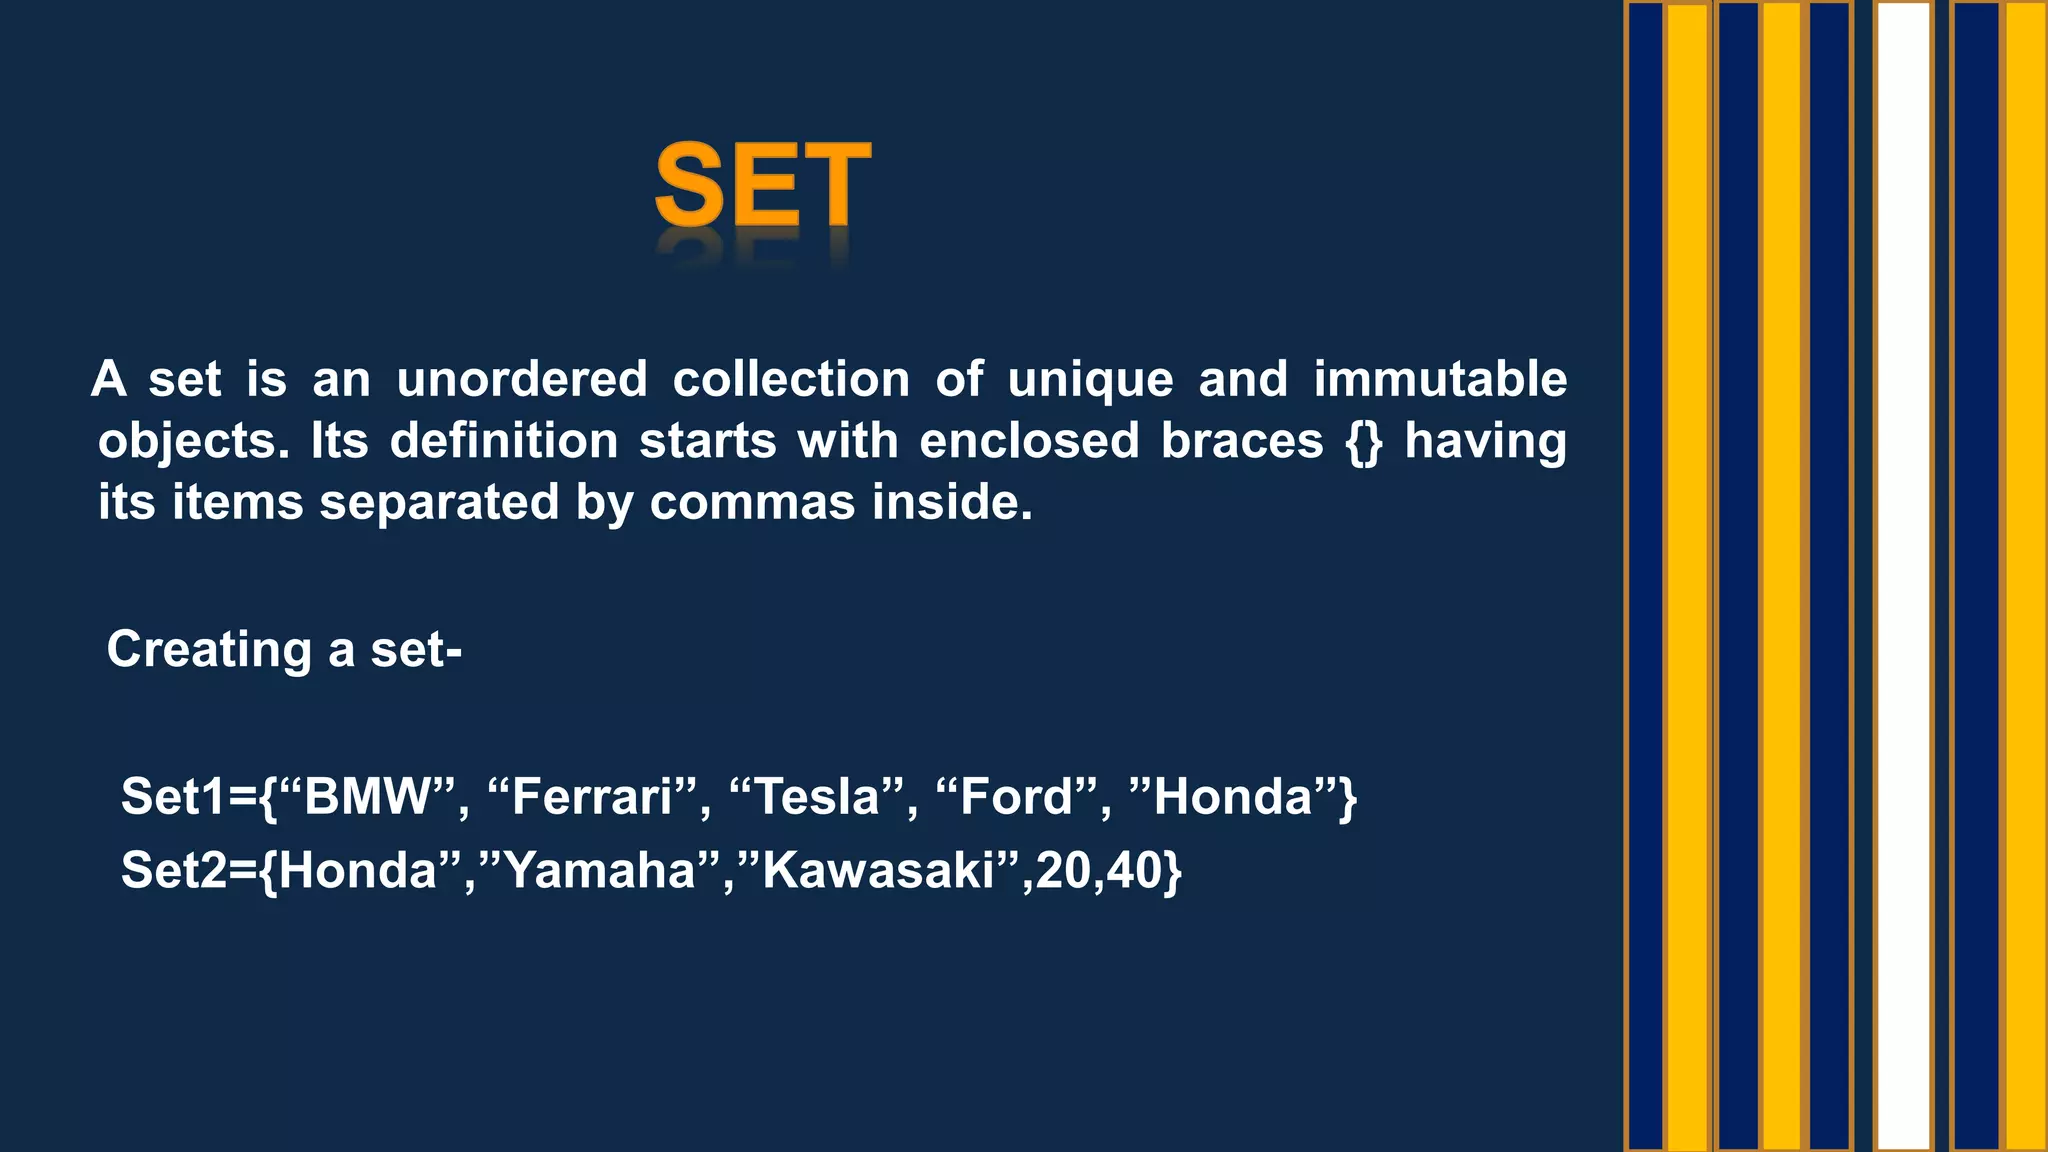 SET
A set is an unordered collection of unique and immutable
objects. Its definition starts with enclosed braces {} having
its items separated by commas inside.
Creating a set-
Set1={“BMW”, “Ferrari”, “Tesla”, “Ford”, ”Honda”}
Set2={Honda”,”Yamaha”,”Kawasaki”,20,40}